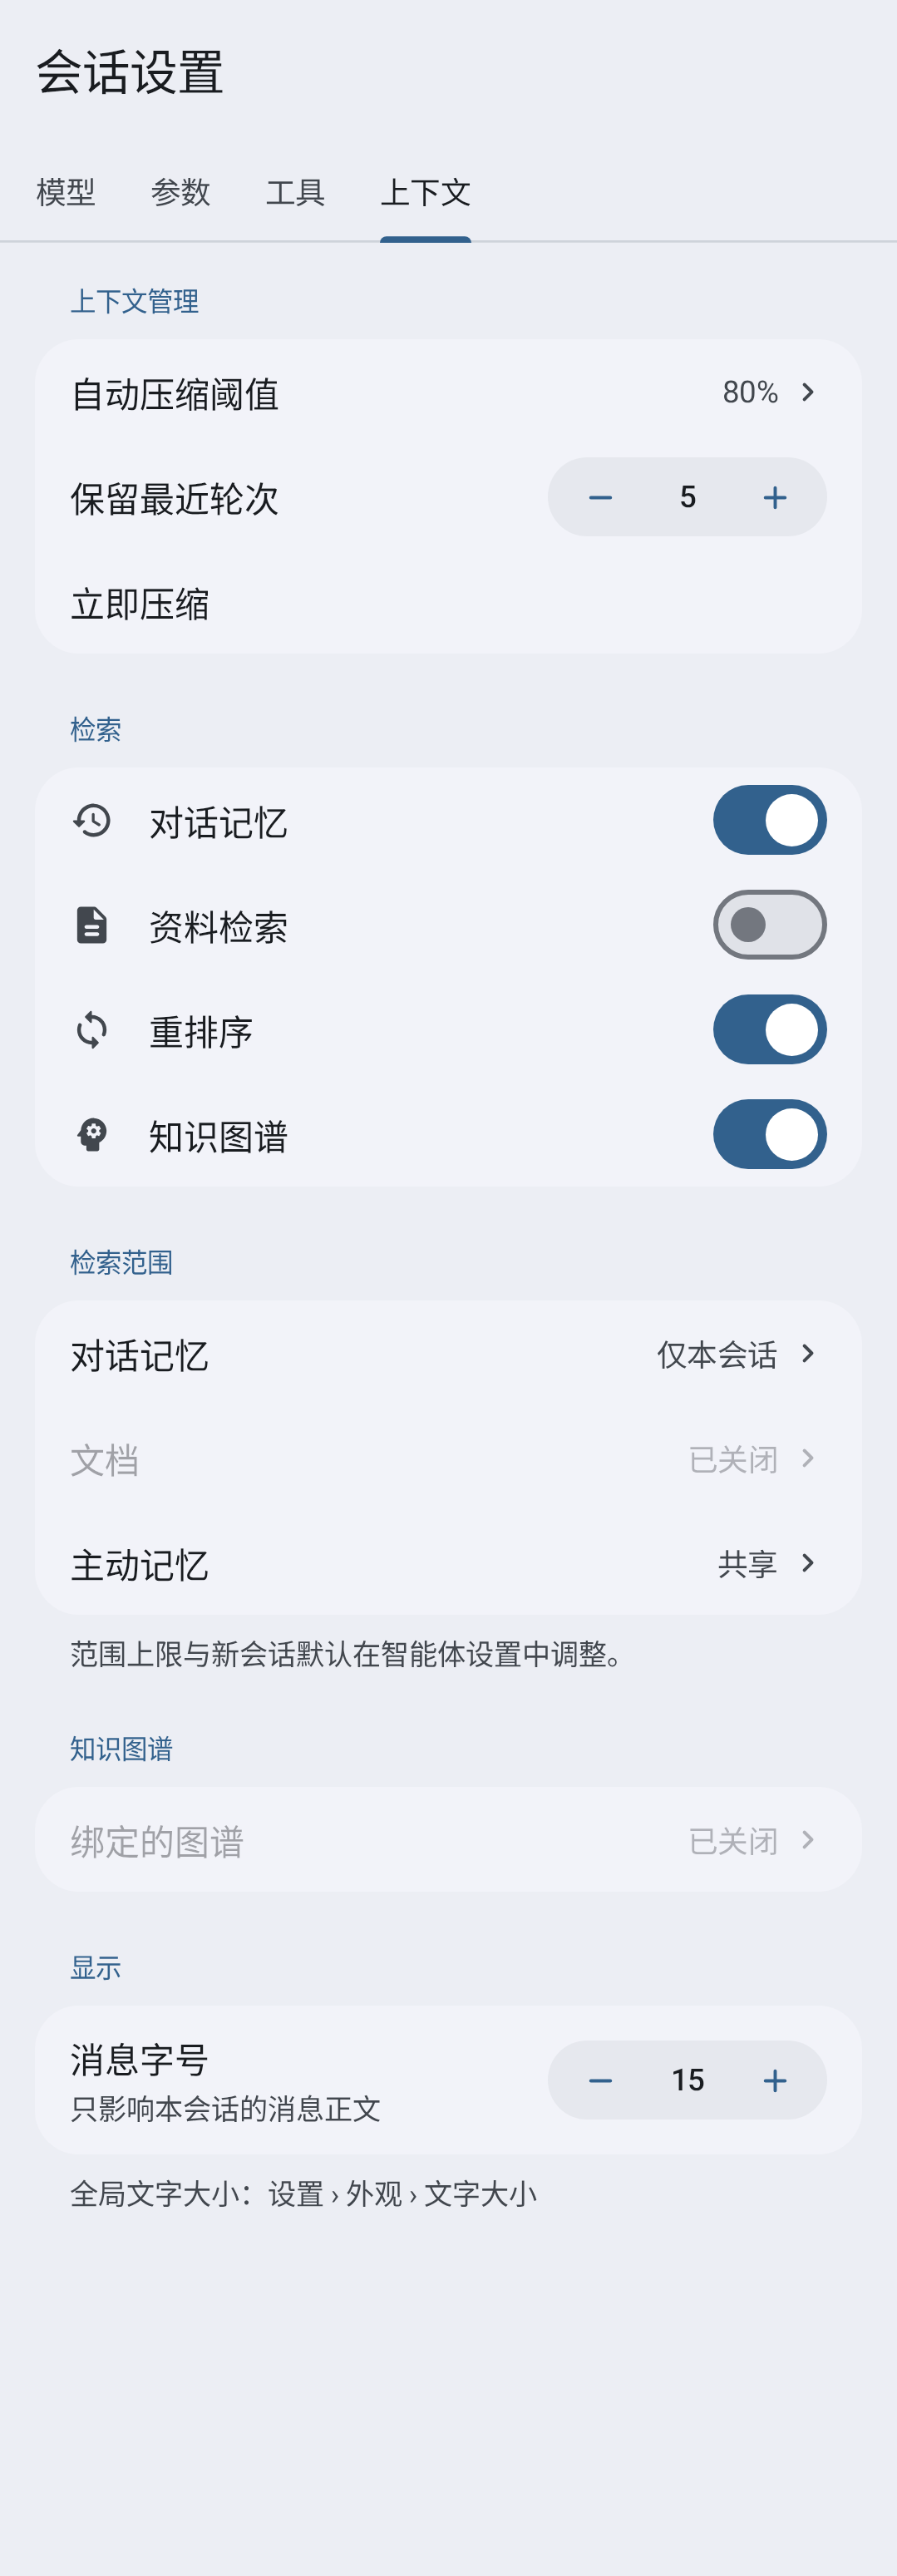 会话设置
模型 参数 工具 上下文
上下文管理
自动压缩阈值 80%
保留最近轮次 − 5 +
立即压缩
检索
对话记忆
资料检索
重排序
知识图谱
检索范围
对话记忆 仅本会话
文档 已关闭
主动记忆 共享
范围上限与新会话默认在智能体设置中调整。
知识图谱
绑定的图谱 已关闭
显示
消息字号 − 15 +
只影响本会话的消息正文
全局文字大小：设置 › 外观 › 文字大小